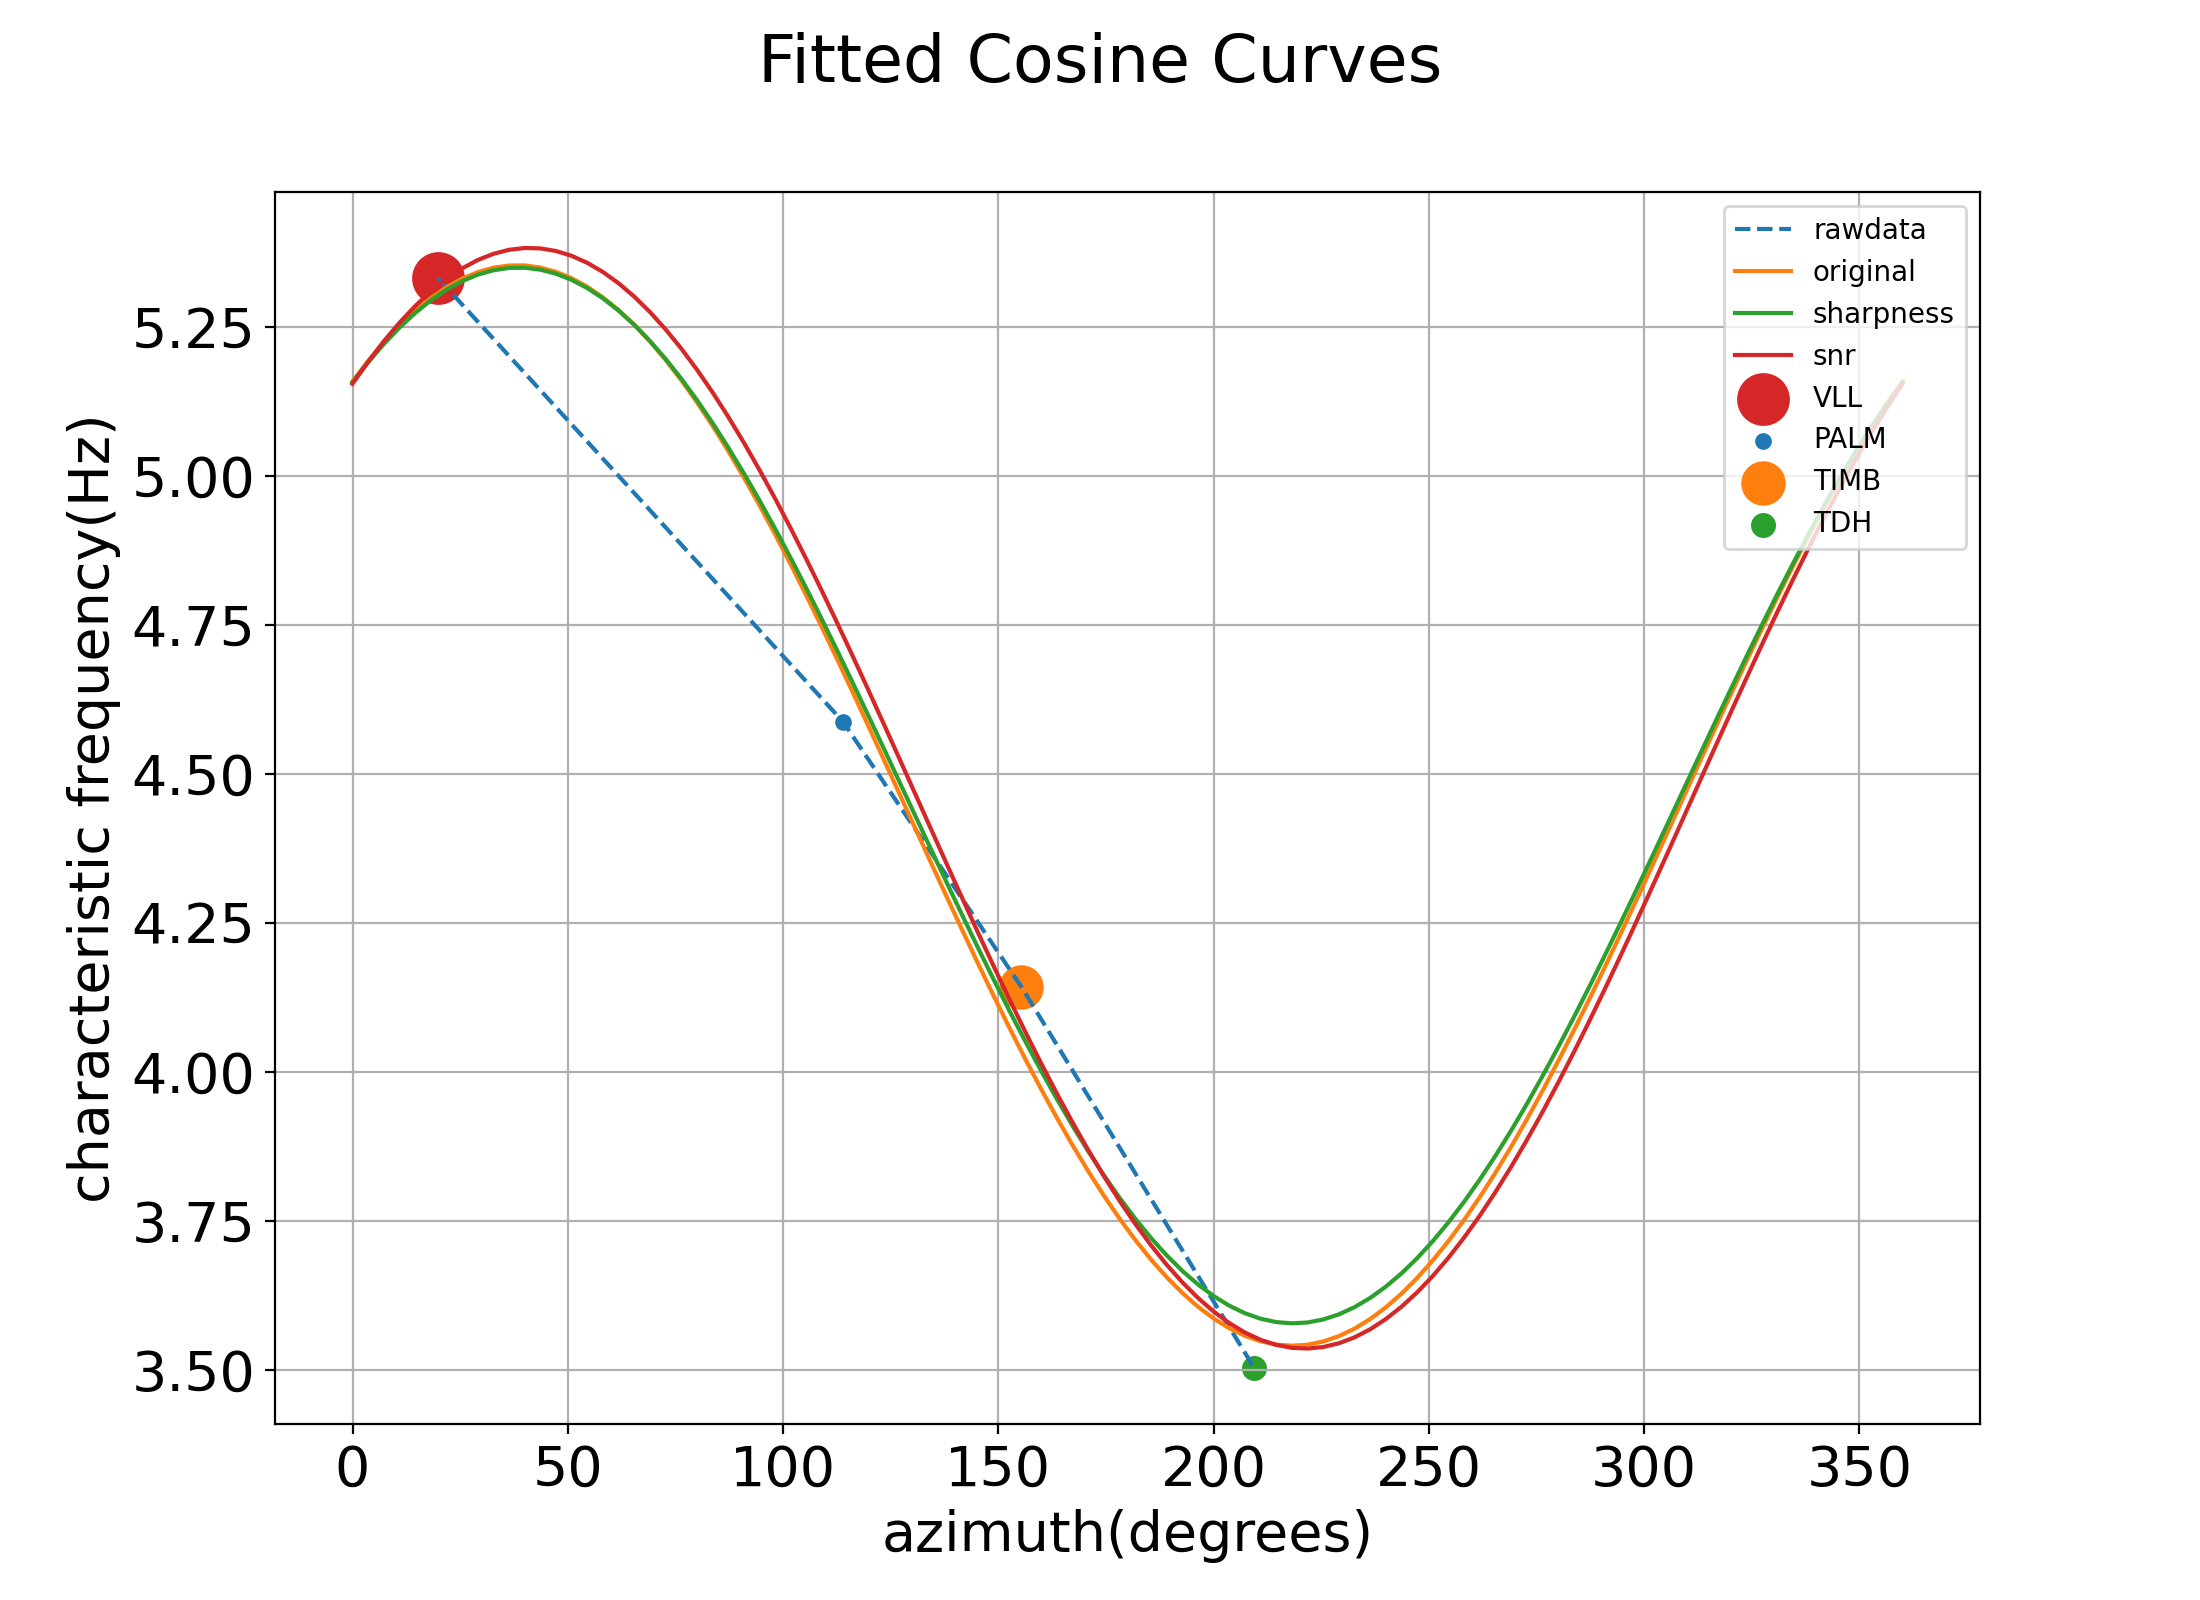 Fitted Cosine Curves
characteristic frequency(Hz)
5.25
5.00
4.75
4.50
4.25
4.00
3.75
3.50
rawdata
original
sharpness
snr
VLL
PALM
TIMB
TDH
0 50 100 150 200 250 300 350
azimuth(degrees)